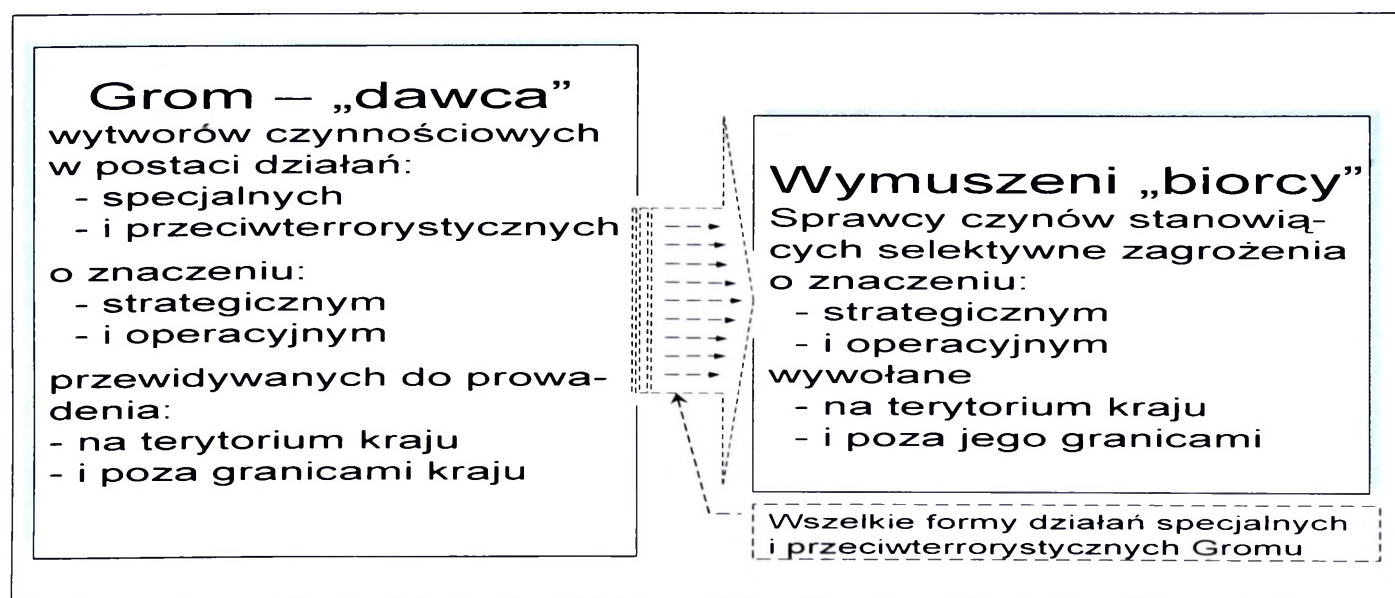 Grom – „dawca”
wytworów czynnościowych
w postaci działań:
- specjalnych
- i przeciwterrorystycznych
o znaczeniu:
- strategicznym
- i operacyjnym
przewidywanych do prowa-
denia:
- na terytorium kraju
- i poza granicami kraju
Wymuszeni „biorcy”
Sprawcy czynów stanowią-
cych selektywne zagrożenia
o znaczeniu:
- strategicznym
- i operacyjnym
wywołane
- na terytorium kraju
- i poza jego granicami
Wszelkie formy działań specjalnych
i przeciwterrorystycznych Gromu